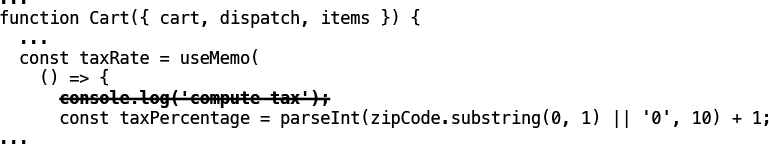 ...
function Cart({ cart, dispatch, items }) {
  ...
  const taxRate = useMemo(
    () => {
      console.log('compute tax');
      const taxPercentage = parseInt(zipCode.substring(0, 1) || '0', 10) + 1;
...